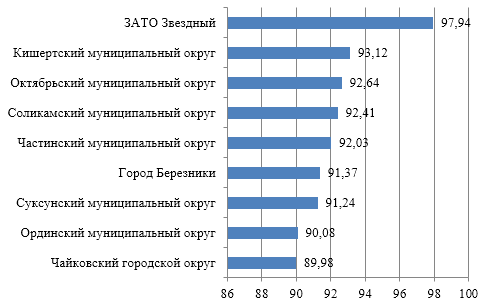 ЗАТО Звездный 97,94
Кишертский муниципальный округ 93,12
Октябрьский муниципальный округ 92,64
Соликамский муниципальный округ 92,41
Частинский муниципальный округ 92,03
Город Березники 91,37
Суксунский муниципальный округ 91,24
Ординский муниципальный округ 90,08
Чайковский городской округ 89,98
86 88 90 92 94 96 98 100